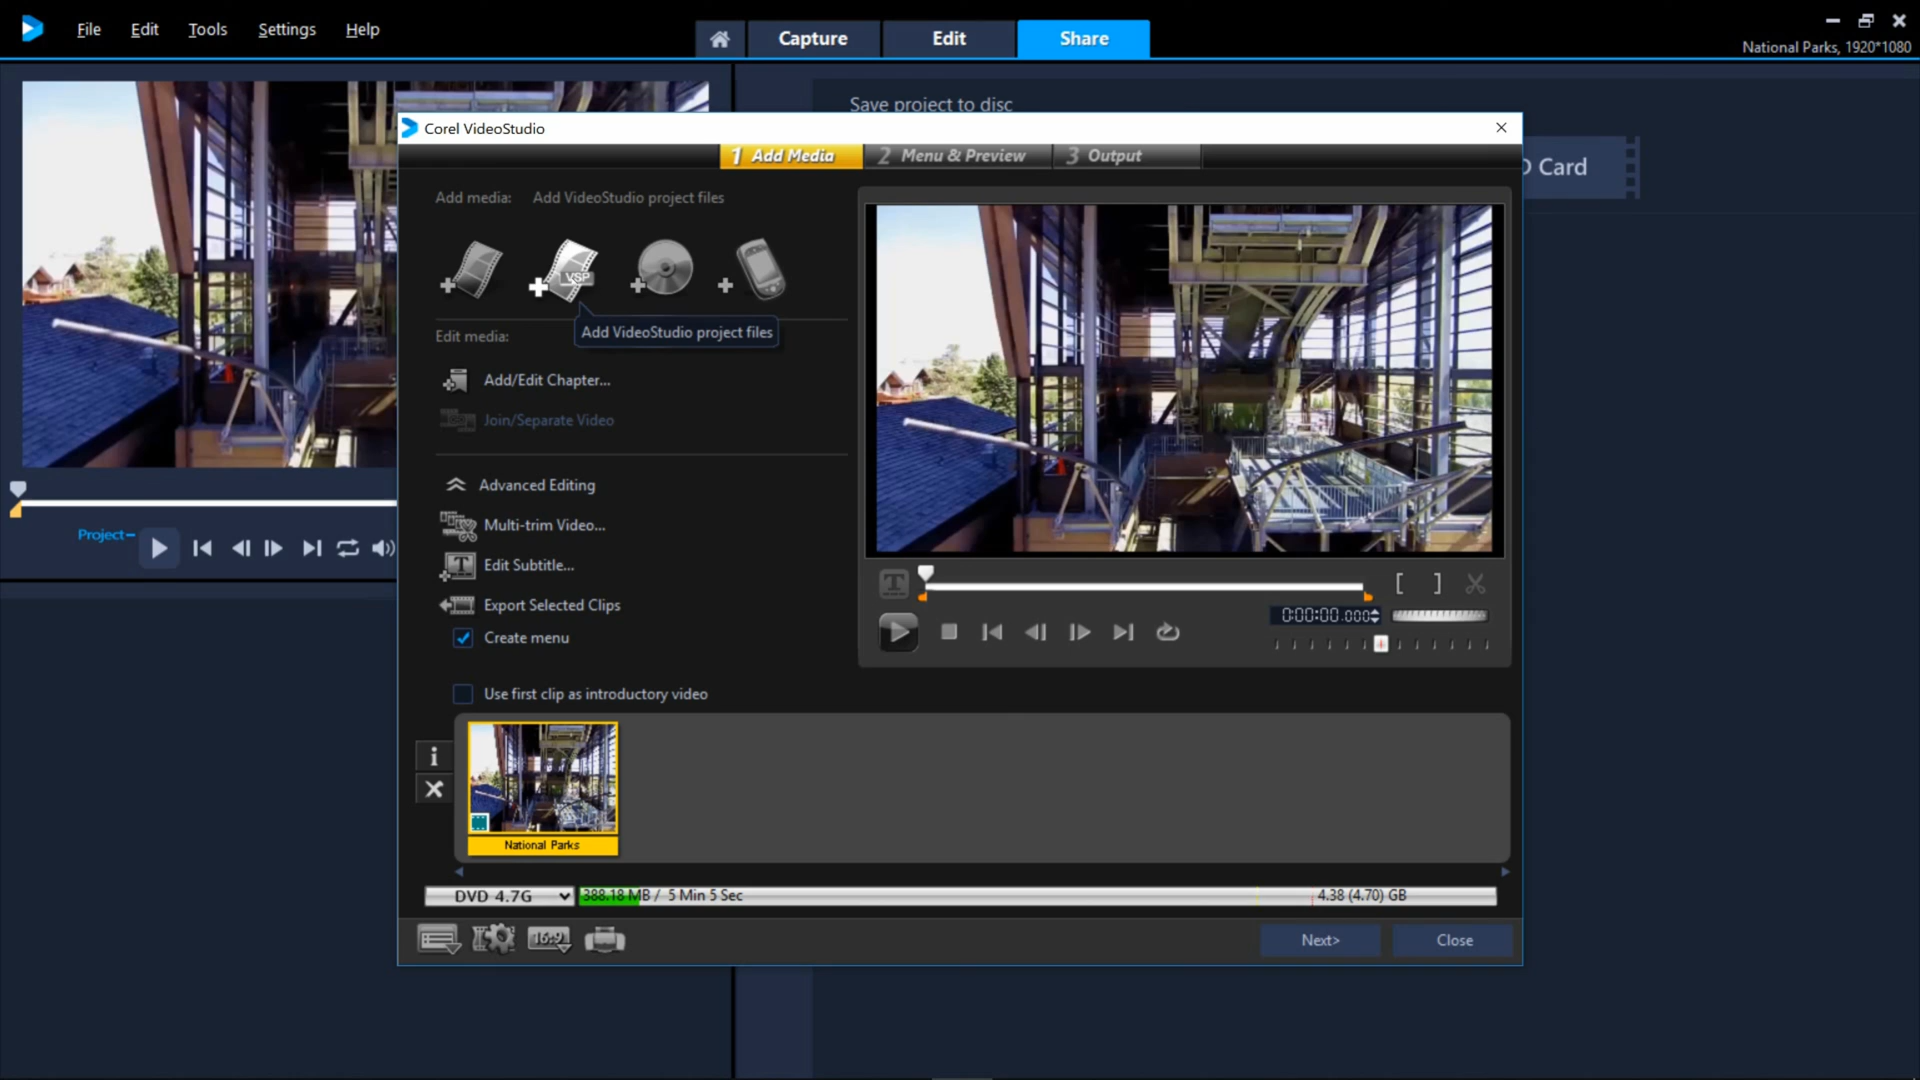 File Edit Tools Settings Help
Capture Edit Share
National Parks, 1920*1080
Save project to disc
Corel VideoStudio
1 Add Media 2 Menu & Preview 3 Output
D Card
Add media: Add VideoStudio project files
VSP
Add VideoStudio project files
Edit media:
Add/Edit Chapter...
Join/Separate Video
Advanced Editing
Multi-trim Video...
Project
Edit Subtitle...
Export Selected Clips
0:00:00.000
Create menu
Use first clip as introductory video
National Parks
DVD 4.7G 388.18 MB / 5 Min 5 Sec 4.38 (4.70) GB
16:9
Next> Close